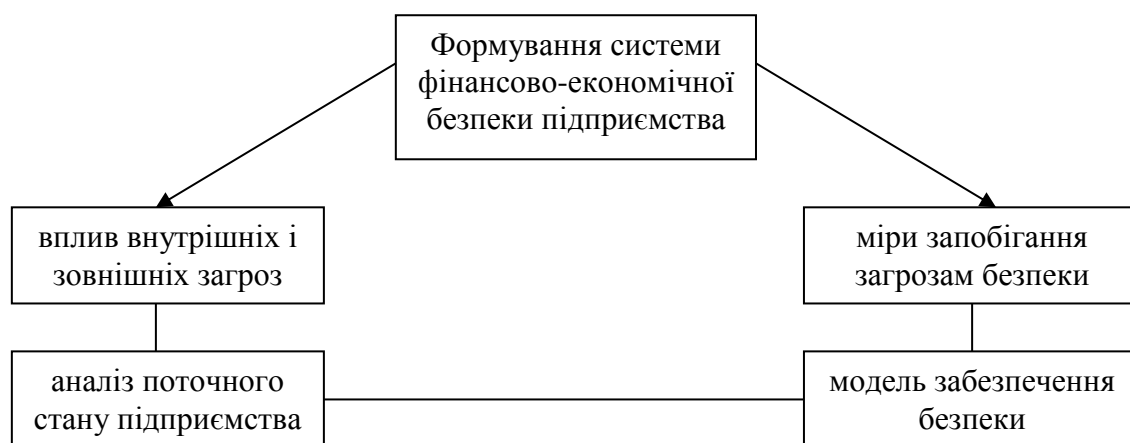 Формування системи
фінансово-економічної
безпеки підприємства
вплив внутрішніх і
зовнішніх загроз
міри запобігання
загрозам безпеки
аналіз поточного
стану підприємства
модель забезпечення
безпеки